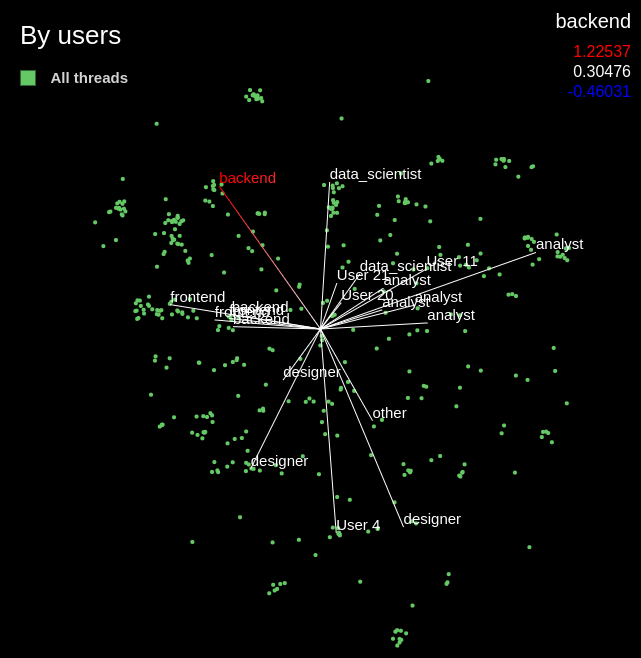 By users
backend
1.22537
0.30476
-0.46031
All threads
backend
data_scientist
analyst
User 11
data_scientist
User 21
analyst
User 20
frontend
analyst
analyst
backend
frontend
backend
analyst
designer
other
designer
designer
User 4